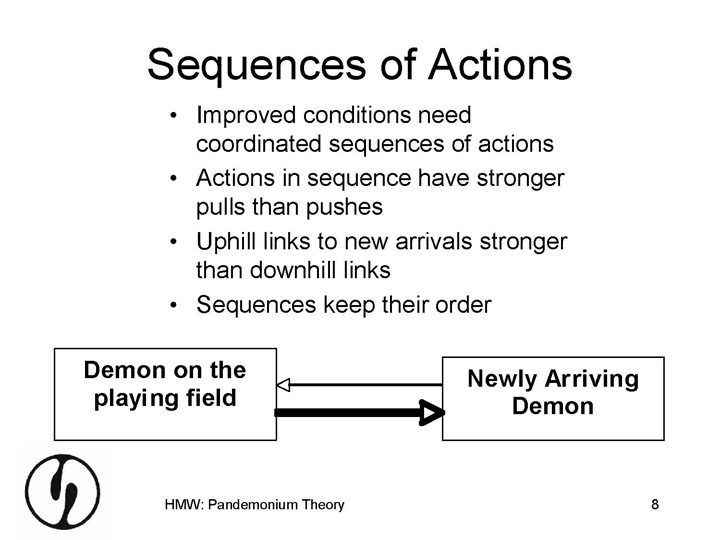 Sequences of Actions
• Improved conditions need
coordinated sequences of actions
• Actions in sequence have stronger
pulls than pushes
• Uphill links to new arrivals stronger
than downhill links
• Sequences keep their order
Demon on the
playing field
Newly Arriving
Demon
HMW: Pandemonium Theory
8